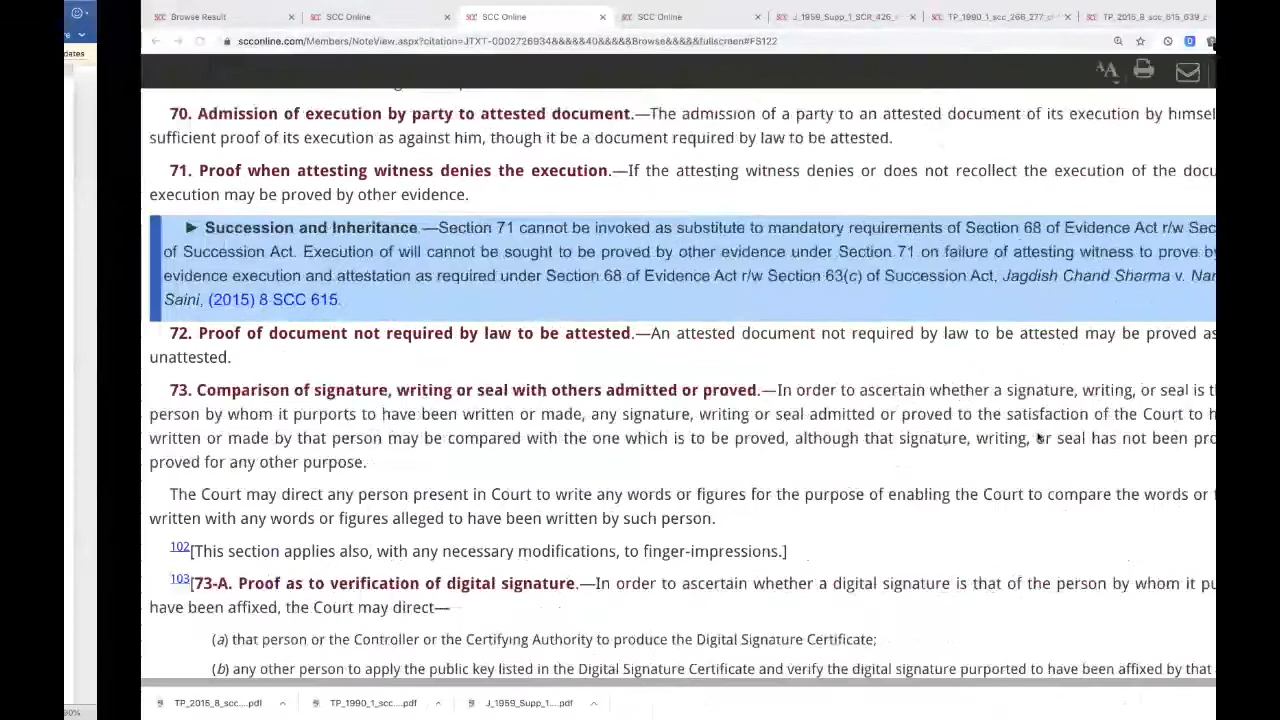 Browse Result
SCC Online
SCC Online
SCC Online
J_1959_Supp_1_SCR_426_
TP_1990_1_scc_266_277_
TP_2015_8_scc_615_639_
scconline.com/Members/NoteView.aspx?citation=JTXT-0002726934&&&&&40&&&&&Browse&&&&&fullscreen#FS122
dates
70. Admission of execution by party to attested document.—The admission of a party to an attested document of its execution by himsel
sufficient proof of its execution as against him, though it be a document required by law to be attested.
71. Proof when attesting witness denies the execution.—If the attesting witness denies or does not recollect the execution of the docu
execution may be proved by other evidence.
► Succession and Inheritance.—Section 71 cannot be invoked as substitute to mandatory requirements of Section 68 of Evidence Act r/w Sec
of Succession Act. Execution of will cannot be sought to be proved by other evidence under Section 71 on failure of attesting witness to prove by
evidence execution and attestation as required under Section 68 of Evidence Act r/w Section 63(c) of Succession Act, Jagdish Chand Sharma v. Nar
Saini, (2015) 8 SCC 615.
72. Proof of document not required by law to be attested.—An attested document not required by law to be attested may be proved as
unattested.
73. Comparison of signature, writing or seal with others admitted or proved.—In order to ascertain whether a signature, writing, or seal is t
person by whom it purports to have been written or made, any signature, writing or seal admitted or proved to the satisfaction of the Court to h
written or made by that person may be compared with the one which is to be proved, although that signature, writing, or seal has not been pro
proved for any other purpose.
The Court may direct any person present in Court to write any words or figures for the purpose of enabling the Court to compare the words or f
written with any words or figures alleged to have been written by such person.
102[This section applies also, with any necessary modifications, to finger-impressions.]
103[73-A. Proof as to verification of digital signature.—In order to ascertain whether a digital signature is that of the person by whom it pu
have been affixed, the Court may direct—
(a) that person or the Controller or the Certifying Authority to produce the Digital Signature Certificate;
(b) any other person to apply the public key listed in the Digital Signature Certificate and verify the digital signature purported to have been affixed by that
TP_2015_8_scc....pdf
TP_1990_1_scc....pdf
J_1959_Supp_1....pdf